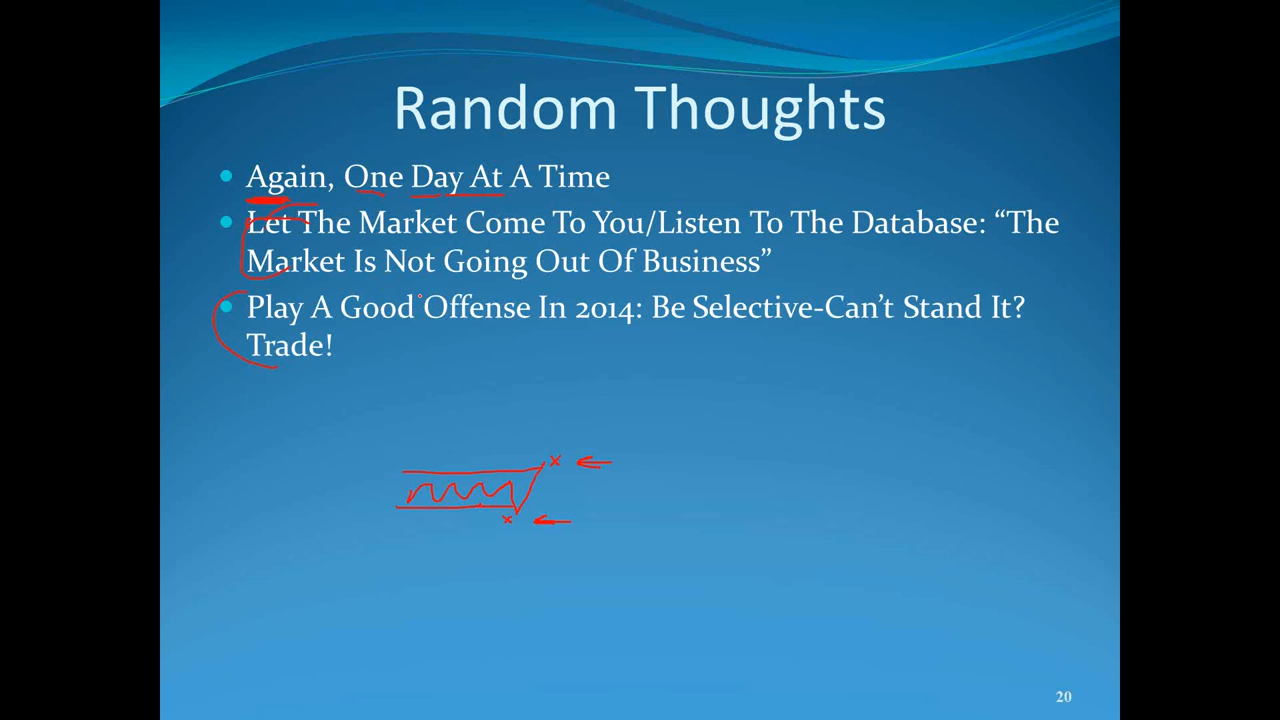 Random Thoughts
Again, One Day At A Time
Let The Market Come To You/Listen To The Database: “The
Market Is Not Going Out Of Business”
Play A Good Offense In 2014: Be Selective-Can’t Stand It?
Trade!
x
x
20